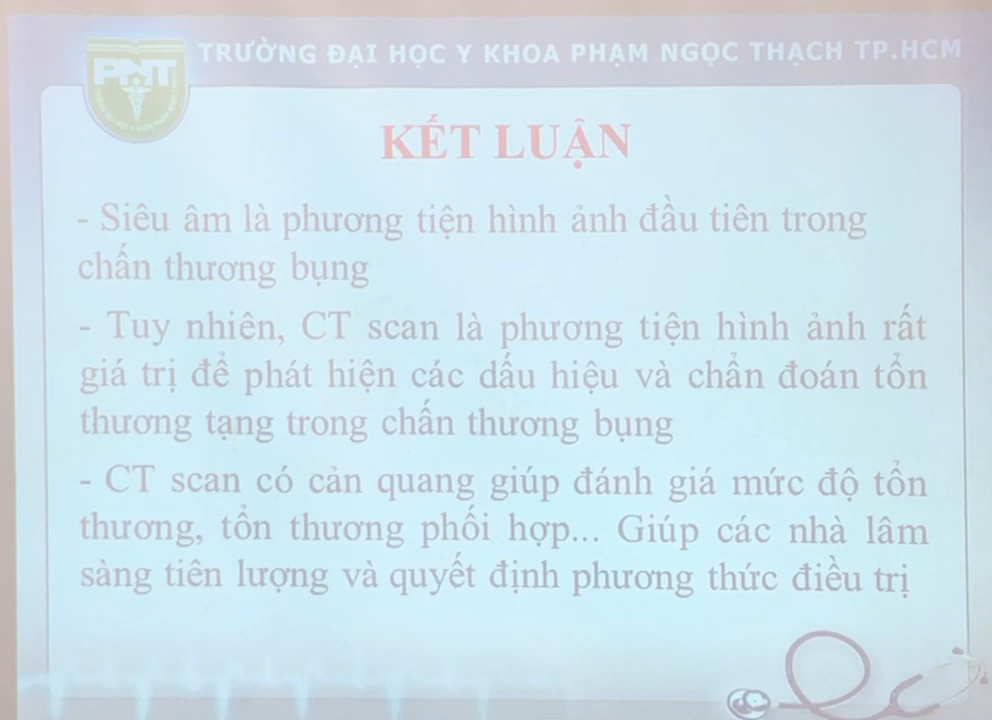 TRƯỜNG ĐẠI HỌC Y KHOA PHẠM NGỌC THẠCH TP.HCM
PNT
KẾT LUẬN
- Siêu âm là phương tiện hình ảnh đầu tiên trong
chấn thương bụng
- Tuy nhiên, CT scan là phương tiện hình ảnh rất
giá trị để phát hiện các dấu hiệu và chẩn đoán tổn
thương tạng trong chấn thương bụng
- CT scan có cản quang giúp đánh giá mức độ tổn
thương, tổn thương phối hợp... Giúp các nhà lâm
sàng tiên lượng và quyết định phương thức điều trị